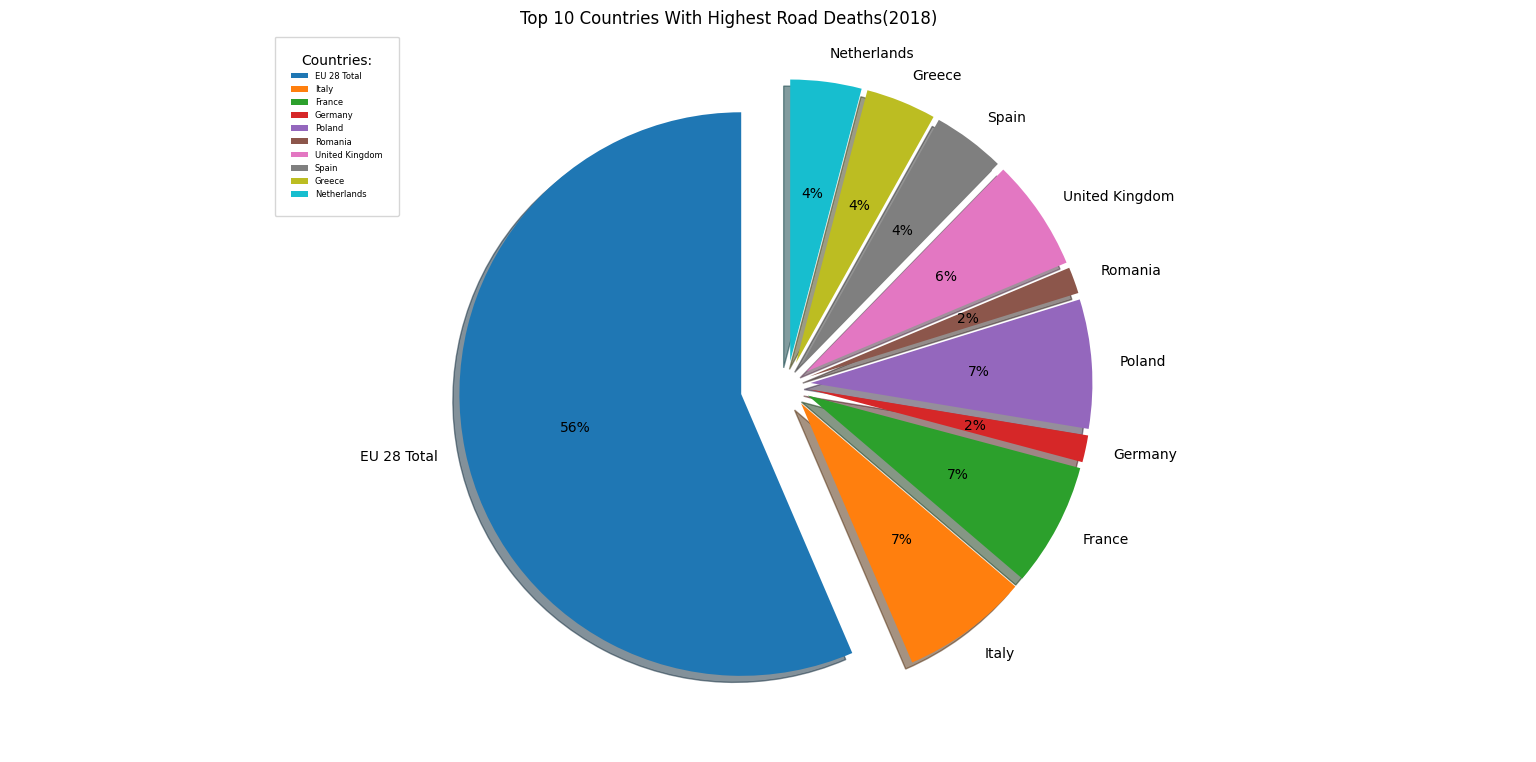 Top 10 Countries With Highest Road Deaths(2018)
Countries:
EU 28 Total
Italy
France
Germany
Poland
Romania
United Kingdom
Spain
Greece
Netherlands
Netherlands
Greece
Spain
United Kingdom
Romania
Poland
Germany
France
Italy
EU 28 Total
4%
4%
4%
6%
2%
7%
2%
7%
7%
56%